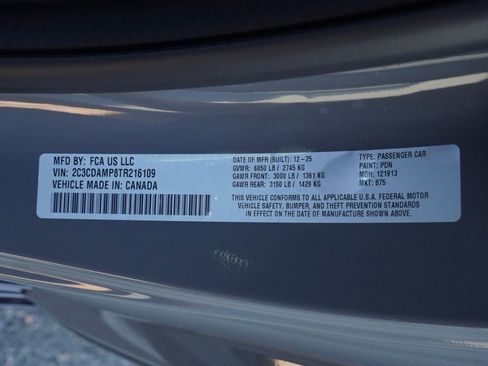 MFD BY: FCA US LLC
VIN: 2C3CDAMP8TR216109
VEHICLE MADE IN: CANADA
DATE OF MFR (BUILT): 12-25
GVWR: 6050 LB / 2745 KG
GAWR FRONT: 3000 LB / 1361 KG
GAWR REAR: 3150 LB / 1429 KG
TYPE: PASSENGER CAR
PAINT: PDN
MDH: 121913
MKT: 875
THIS VEHICLE CONFORMS TO ALL APPLICABLE U.S.A. FEDERAL MOTOR
VEHICLE SAFETY, BUMPER, AND THEFT PREVENTION STANDARDS
IN EFFECT ON THE DATE OF MANUFACTURE SHOWN ABOVE.